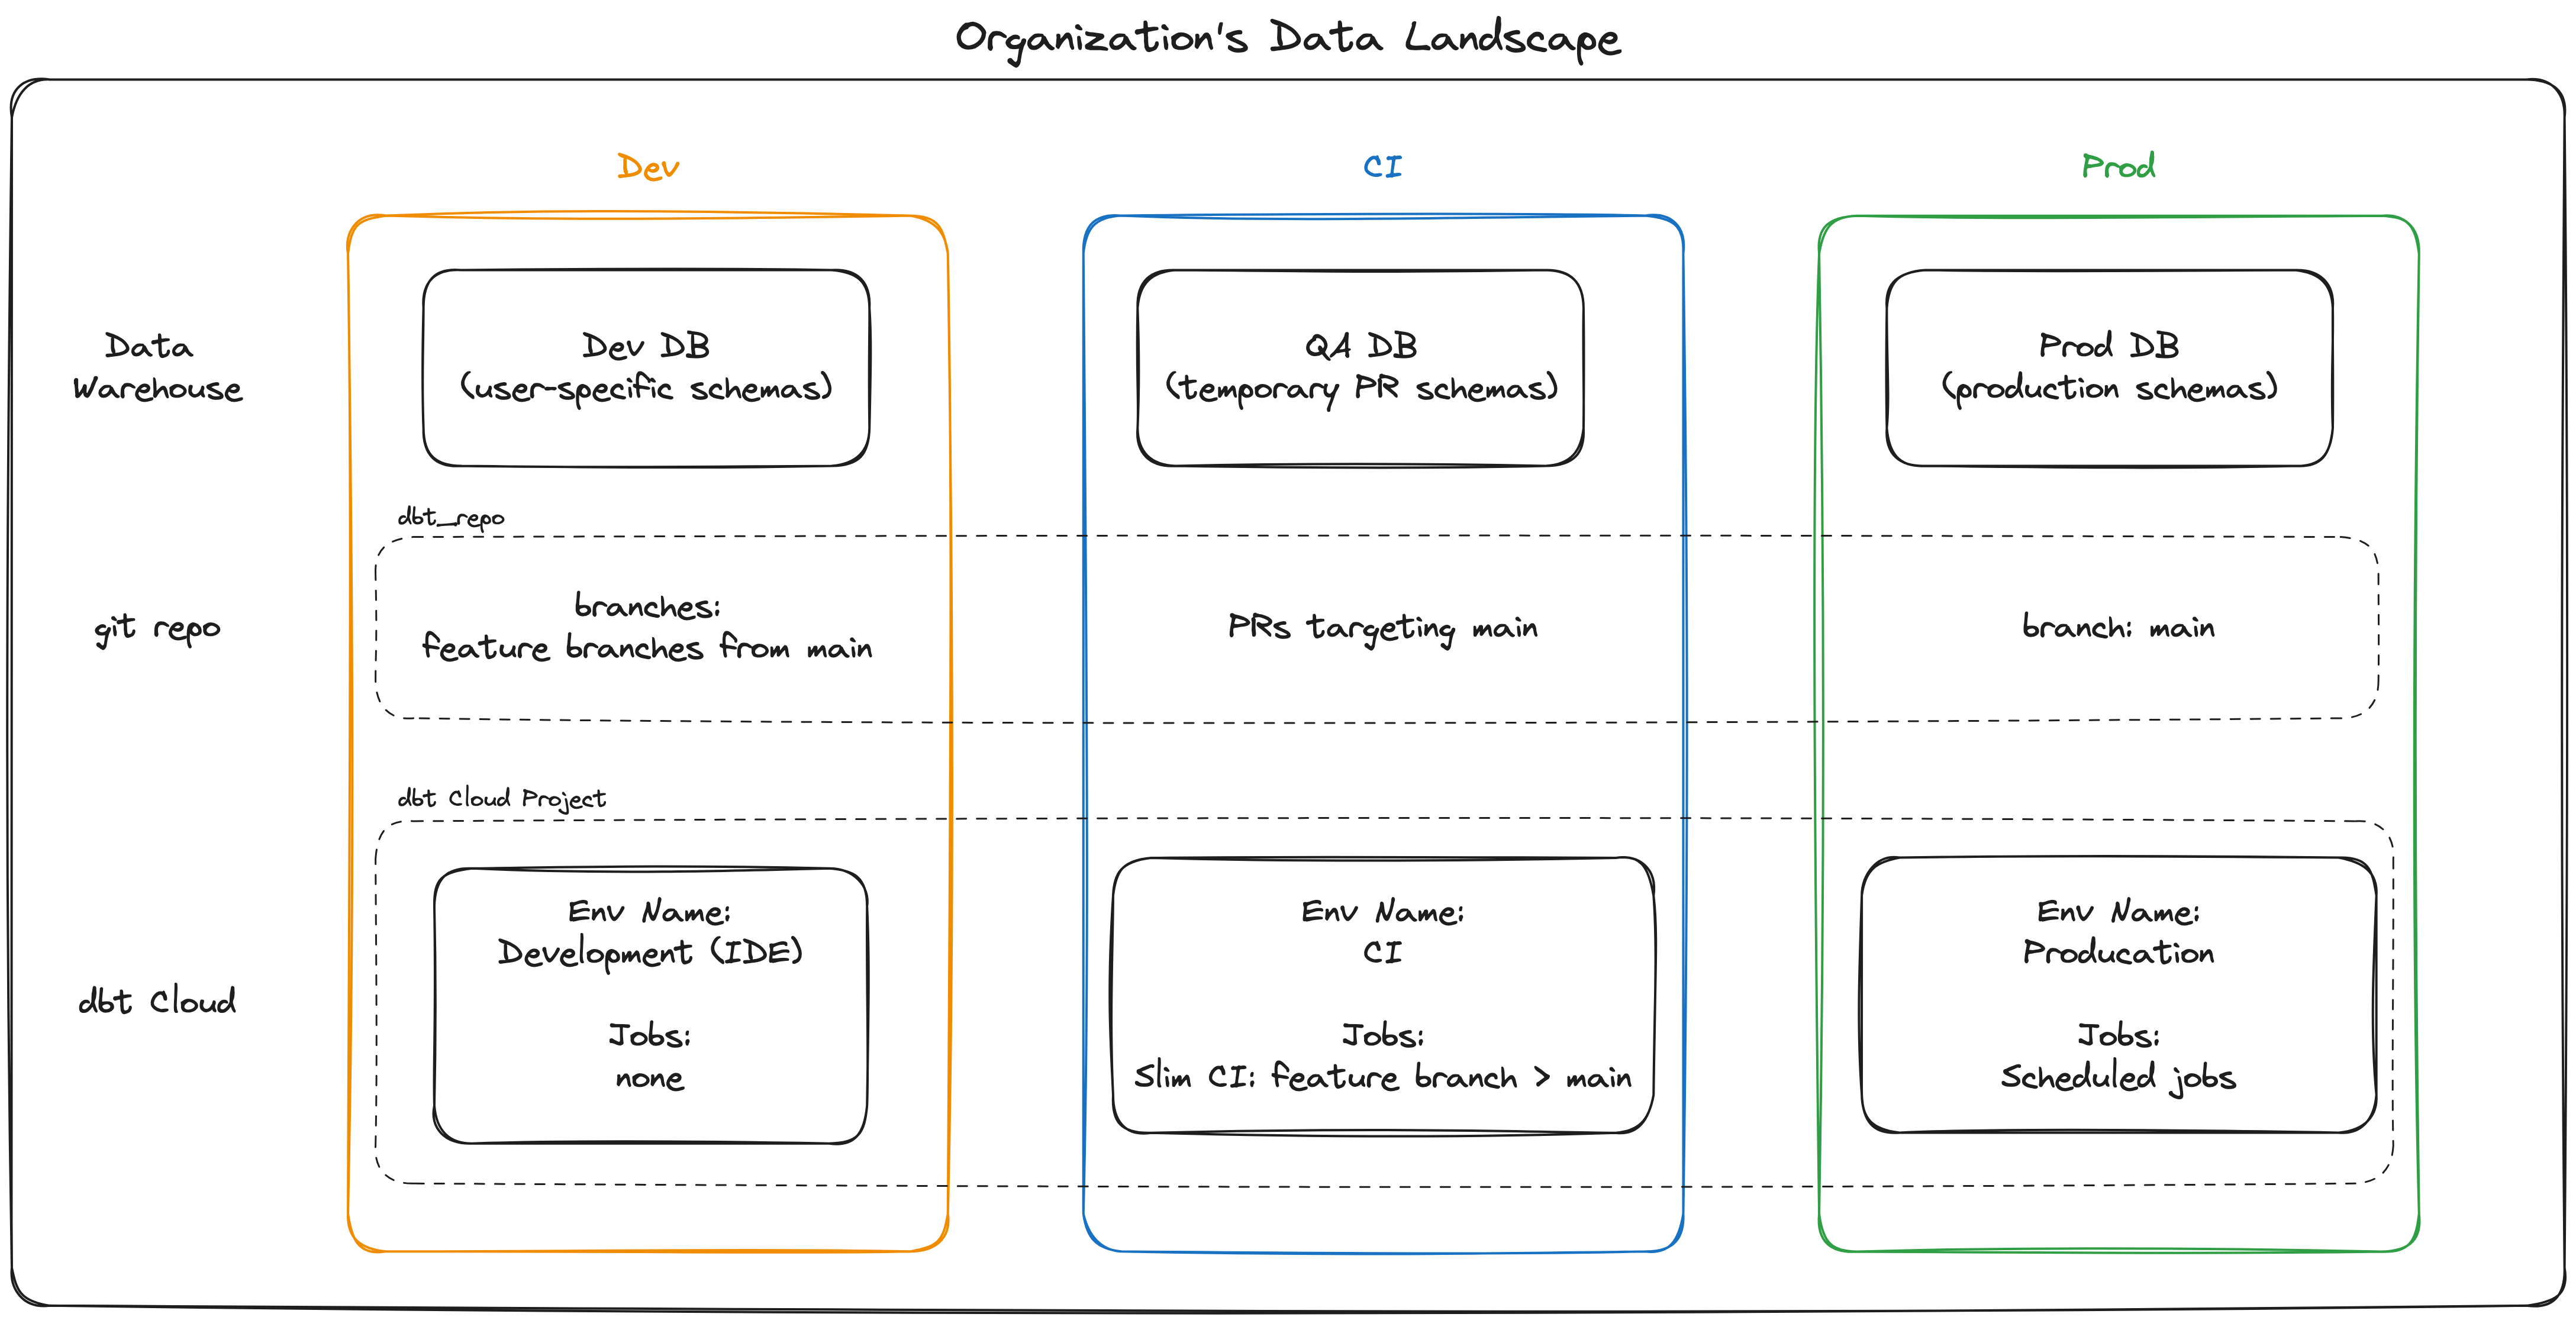 Organization's Data Landscape
Dev
CI
Prod
Data
Warehouse
Dev DB
(user-specific schemas)
QA DB
(temporary PR schemas)
Prod DB
(production schemas)
dbt_repo
git repo
branches:
feature branches from main
PRs targeting main
branch: main
dbt Cloud Project
dbt Cloud
Env Name:
Development (IDE)
Jobs:
none
Env Name:
CI
Jobs:
Slim CI: feature branch > main
Env Name:
Producation
Jobs:
Scheduled jobs